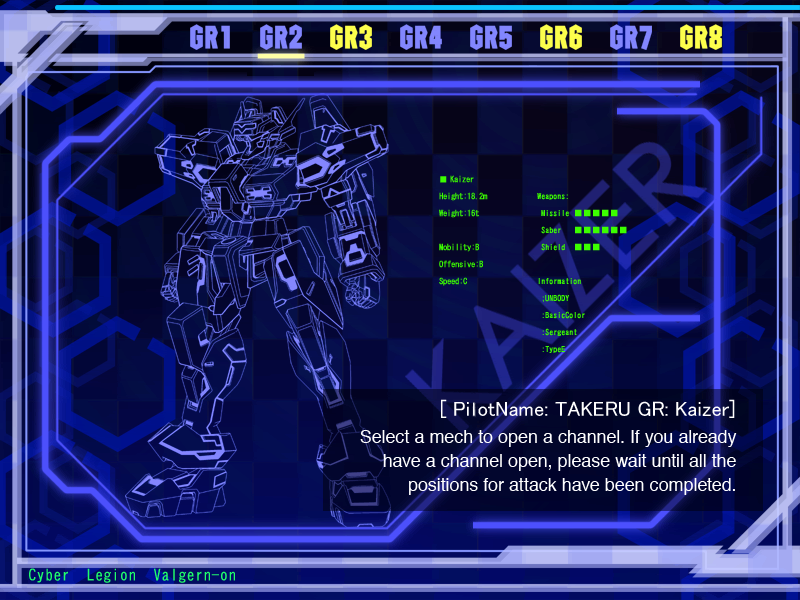 GR1 GR2 GR3 GR4 GR5 GR6 GR7 GR8
KAIZER
■ Kaizer
Height:18.2m
Weight:16t
Mobility:B
Offensive:B
Speed:C
Weapons:
Missile ■■■■■
Saber ■■■■■■
Shield ■■■
Information
:UNBODY
:BasicColor
:Sergeant
:TypeE
[ PilotName: TAKERU GR: Kaizer]
Select a mech to open a channel. If you already
have a channel open, please wait until all the
positions for attack have been completed.
Cyber Legion Valgern-on